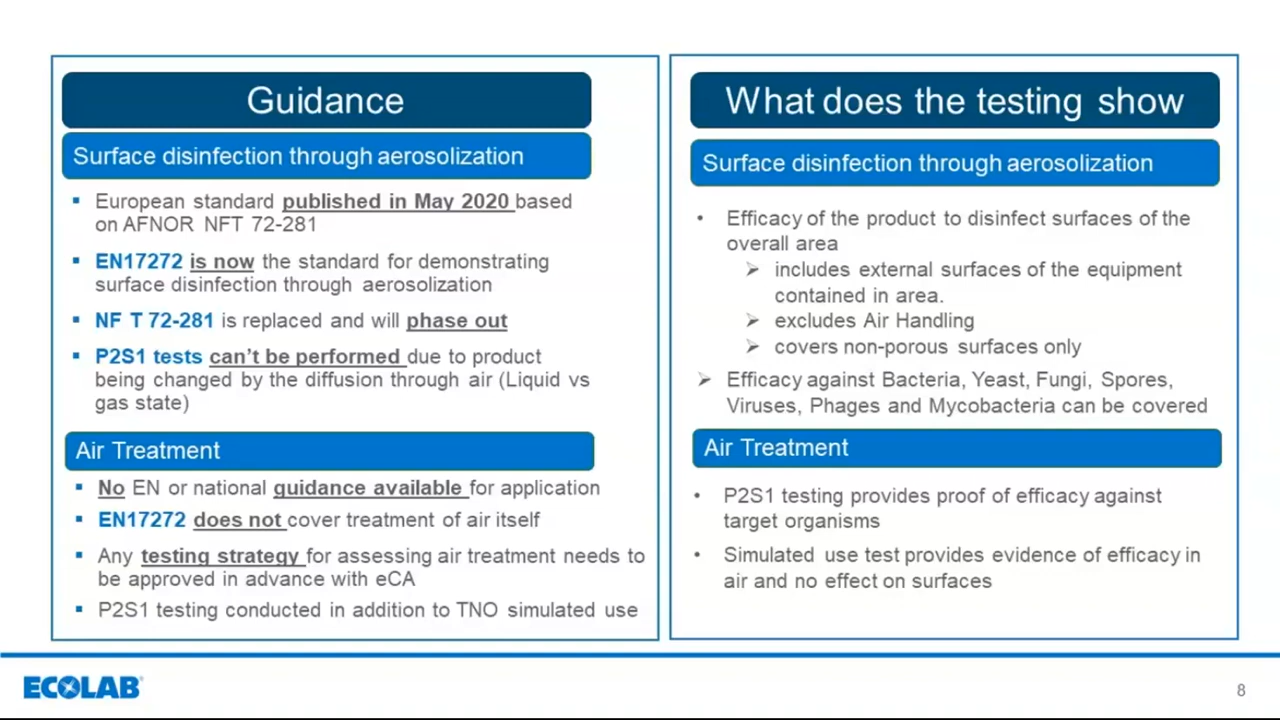 Guidance
Surface disinfection through aerosolization
▪ European standard published in May 2020 based
on AFNOR NFT 72-281
▪ EN17272 is now the standard for demonstrating
surface disinfection through aerosolization
▪ NF T 72-281 is replaced and will phase out
▪ P2S1 tests can't be performed due to product
being changed by the diffusion through air (Liquid vs
gas state)
Air Treatment
▪ No EN or national guidance available for application
▪ EN17272 does not cover treatment of air itself
▪ Any testing strategy for assessing air treatment needs to
be approved in advance with eCA
▪ P2S1 testing conducted in addition to TNO simulated use
What does the testing show
Surface disinfection through aerosolization
• Efficacy of the product to disinfect surfaces of the
overall area
➢ includes external surfaces of the equipment
contained in area.
➢ excludes Air Handling
➢ covers non-porous surfaces only
➢ Efficacy against Bacteria, Yeast, Fungi, Spores,
Viruses, Phages and Mycobacteria can be covered
Air Treatment
• P2S1 testing provides proof of efficacy against
target organisms
• Simulated use test provides evidence of efficacy in
air and no effect on surfaces
ECOLAB
8